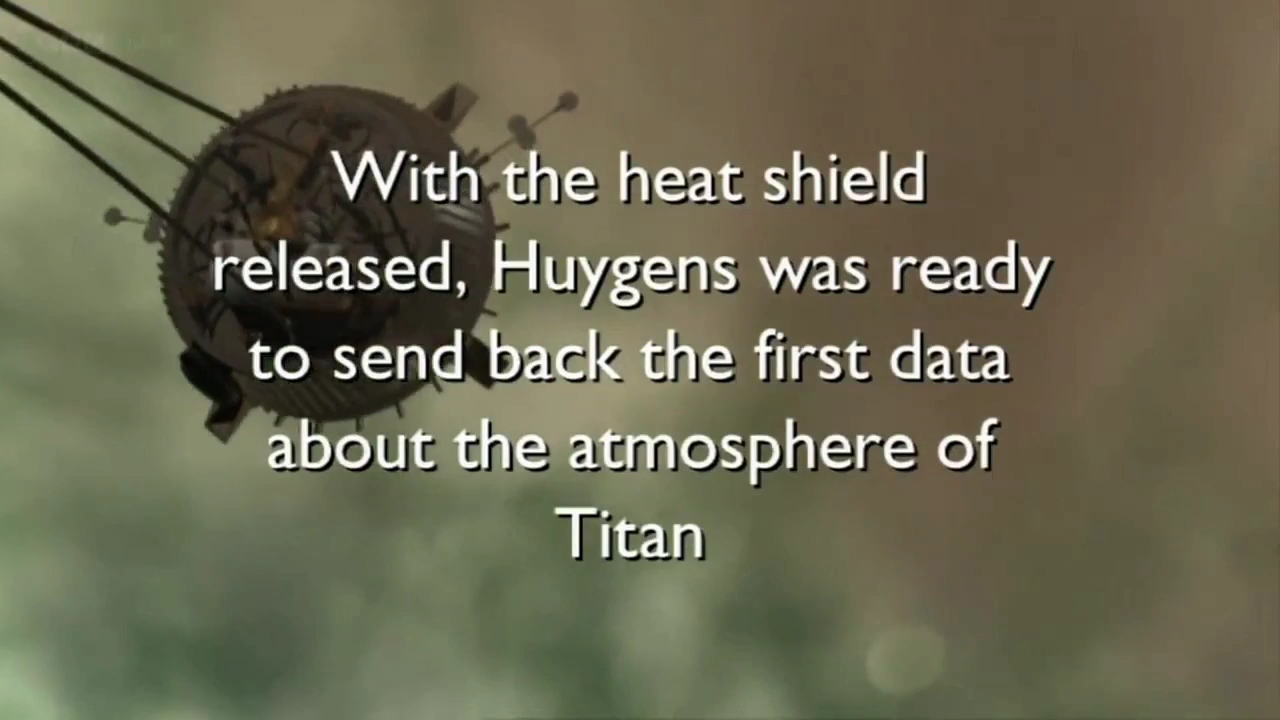 With the heat shield
released, Huygens was ready
to send back the first data
about the atmosphere of
Titan